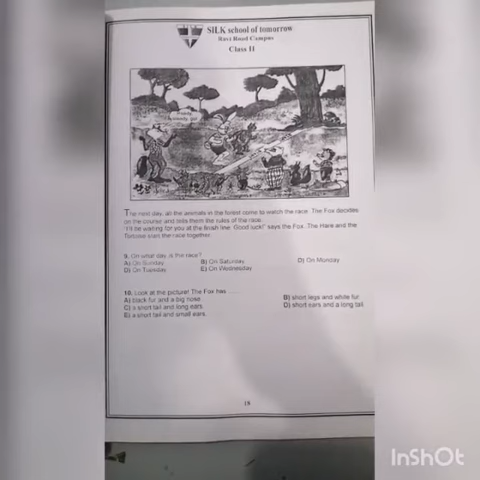 SILK school of tomorrow
Ravi Road Campus
Class II
The next day, all the animals in the forest come to watch the race. The Fox decides
on the course and tells them the rules of the race.
"I'll be waiting for you at the finish line. Good luck!" says the Fox. The Hare and the
Tortoise start the race together.
9. On what day is the race?
A) On Sunday B) On Saturday D) On Monday
D) On Tuesday E) On Wednesday
10. Look at the picture! The Fox has
A) black fur and a big nose. B) short legs and white fur.
C) a short tail and long ears. D) short ears and a long tail.
E) a short tail and small ears.
18
InShOt